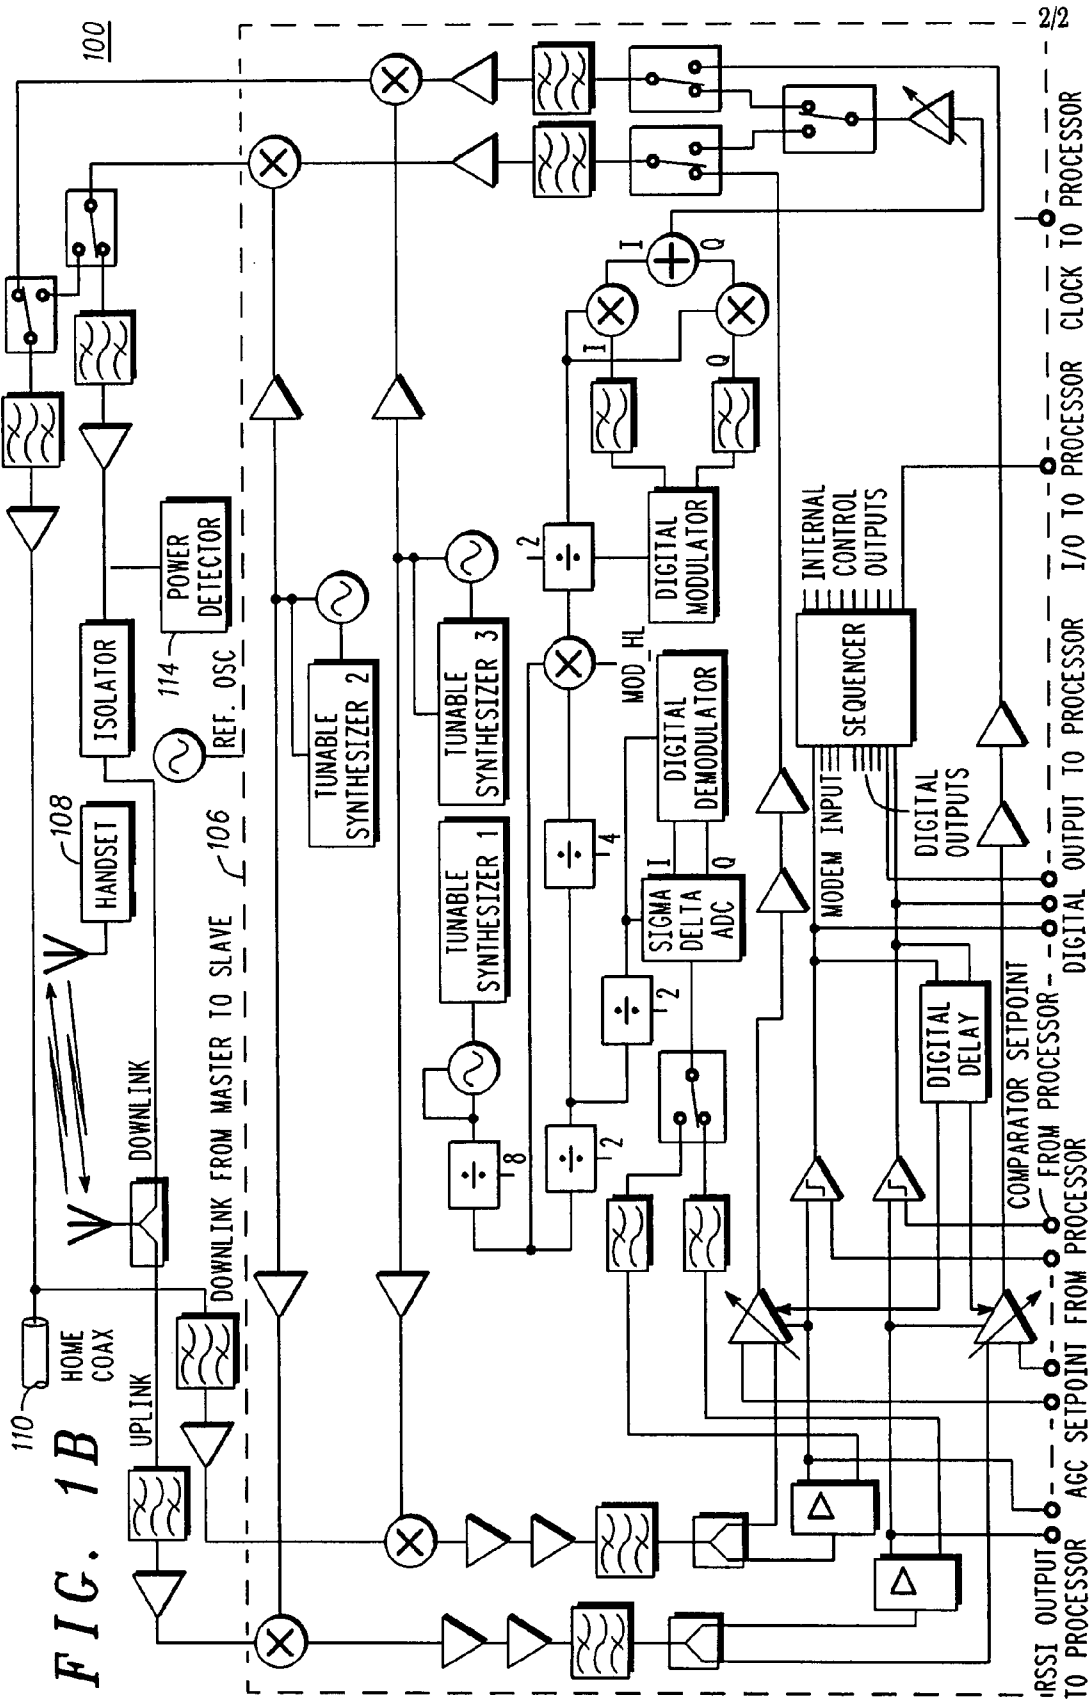 2/2
FIG. 1B
100
110
HOME
COAX
UPLINK
DOWNLINK
108
HANDSET
ISOLATOR
114
POWER
DETECTOR
REF. OSC
DOWNLINK FROM MASTER TO SLAVE
106
TUNABLE
SYNTHESIZER 2
TUNABLE
SYNTHESIZER 3
TUNABLE
SYNTHESIZER 1
÷
8
÷
2
÷
4
÷
2
÷
2
MOD_HL
SIGMA
DELTA
ADC
I
Q
DIGITAL
DEMODULATOR
DIGITAL
MODULATOR
I
Q
I
Q
MODEM INPUT
SEQUENCER
INTERNAL
CONTROL
OUTPUTS
DIGITAL
OUTPUTS
DIGITAL
DELAY
Δ
Δ
COMPARATOR SETPOINT
FROM PROCESSOR
RSSI OUTPUT
TO PROCESSOR
AGC SETPOINT FROM PROCESSOR
DIGITAL OUTPUT TO PROCESSOR
I/O TO PROCESSOR
CLOCK TO PROCESSOR